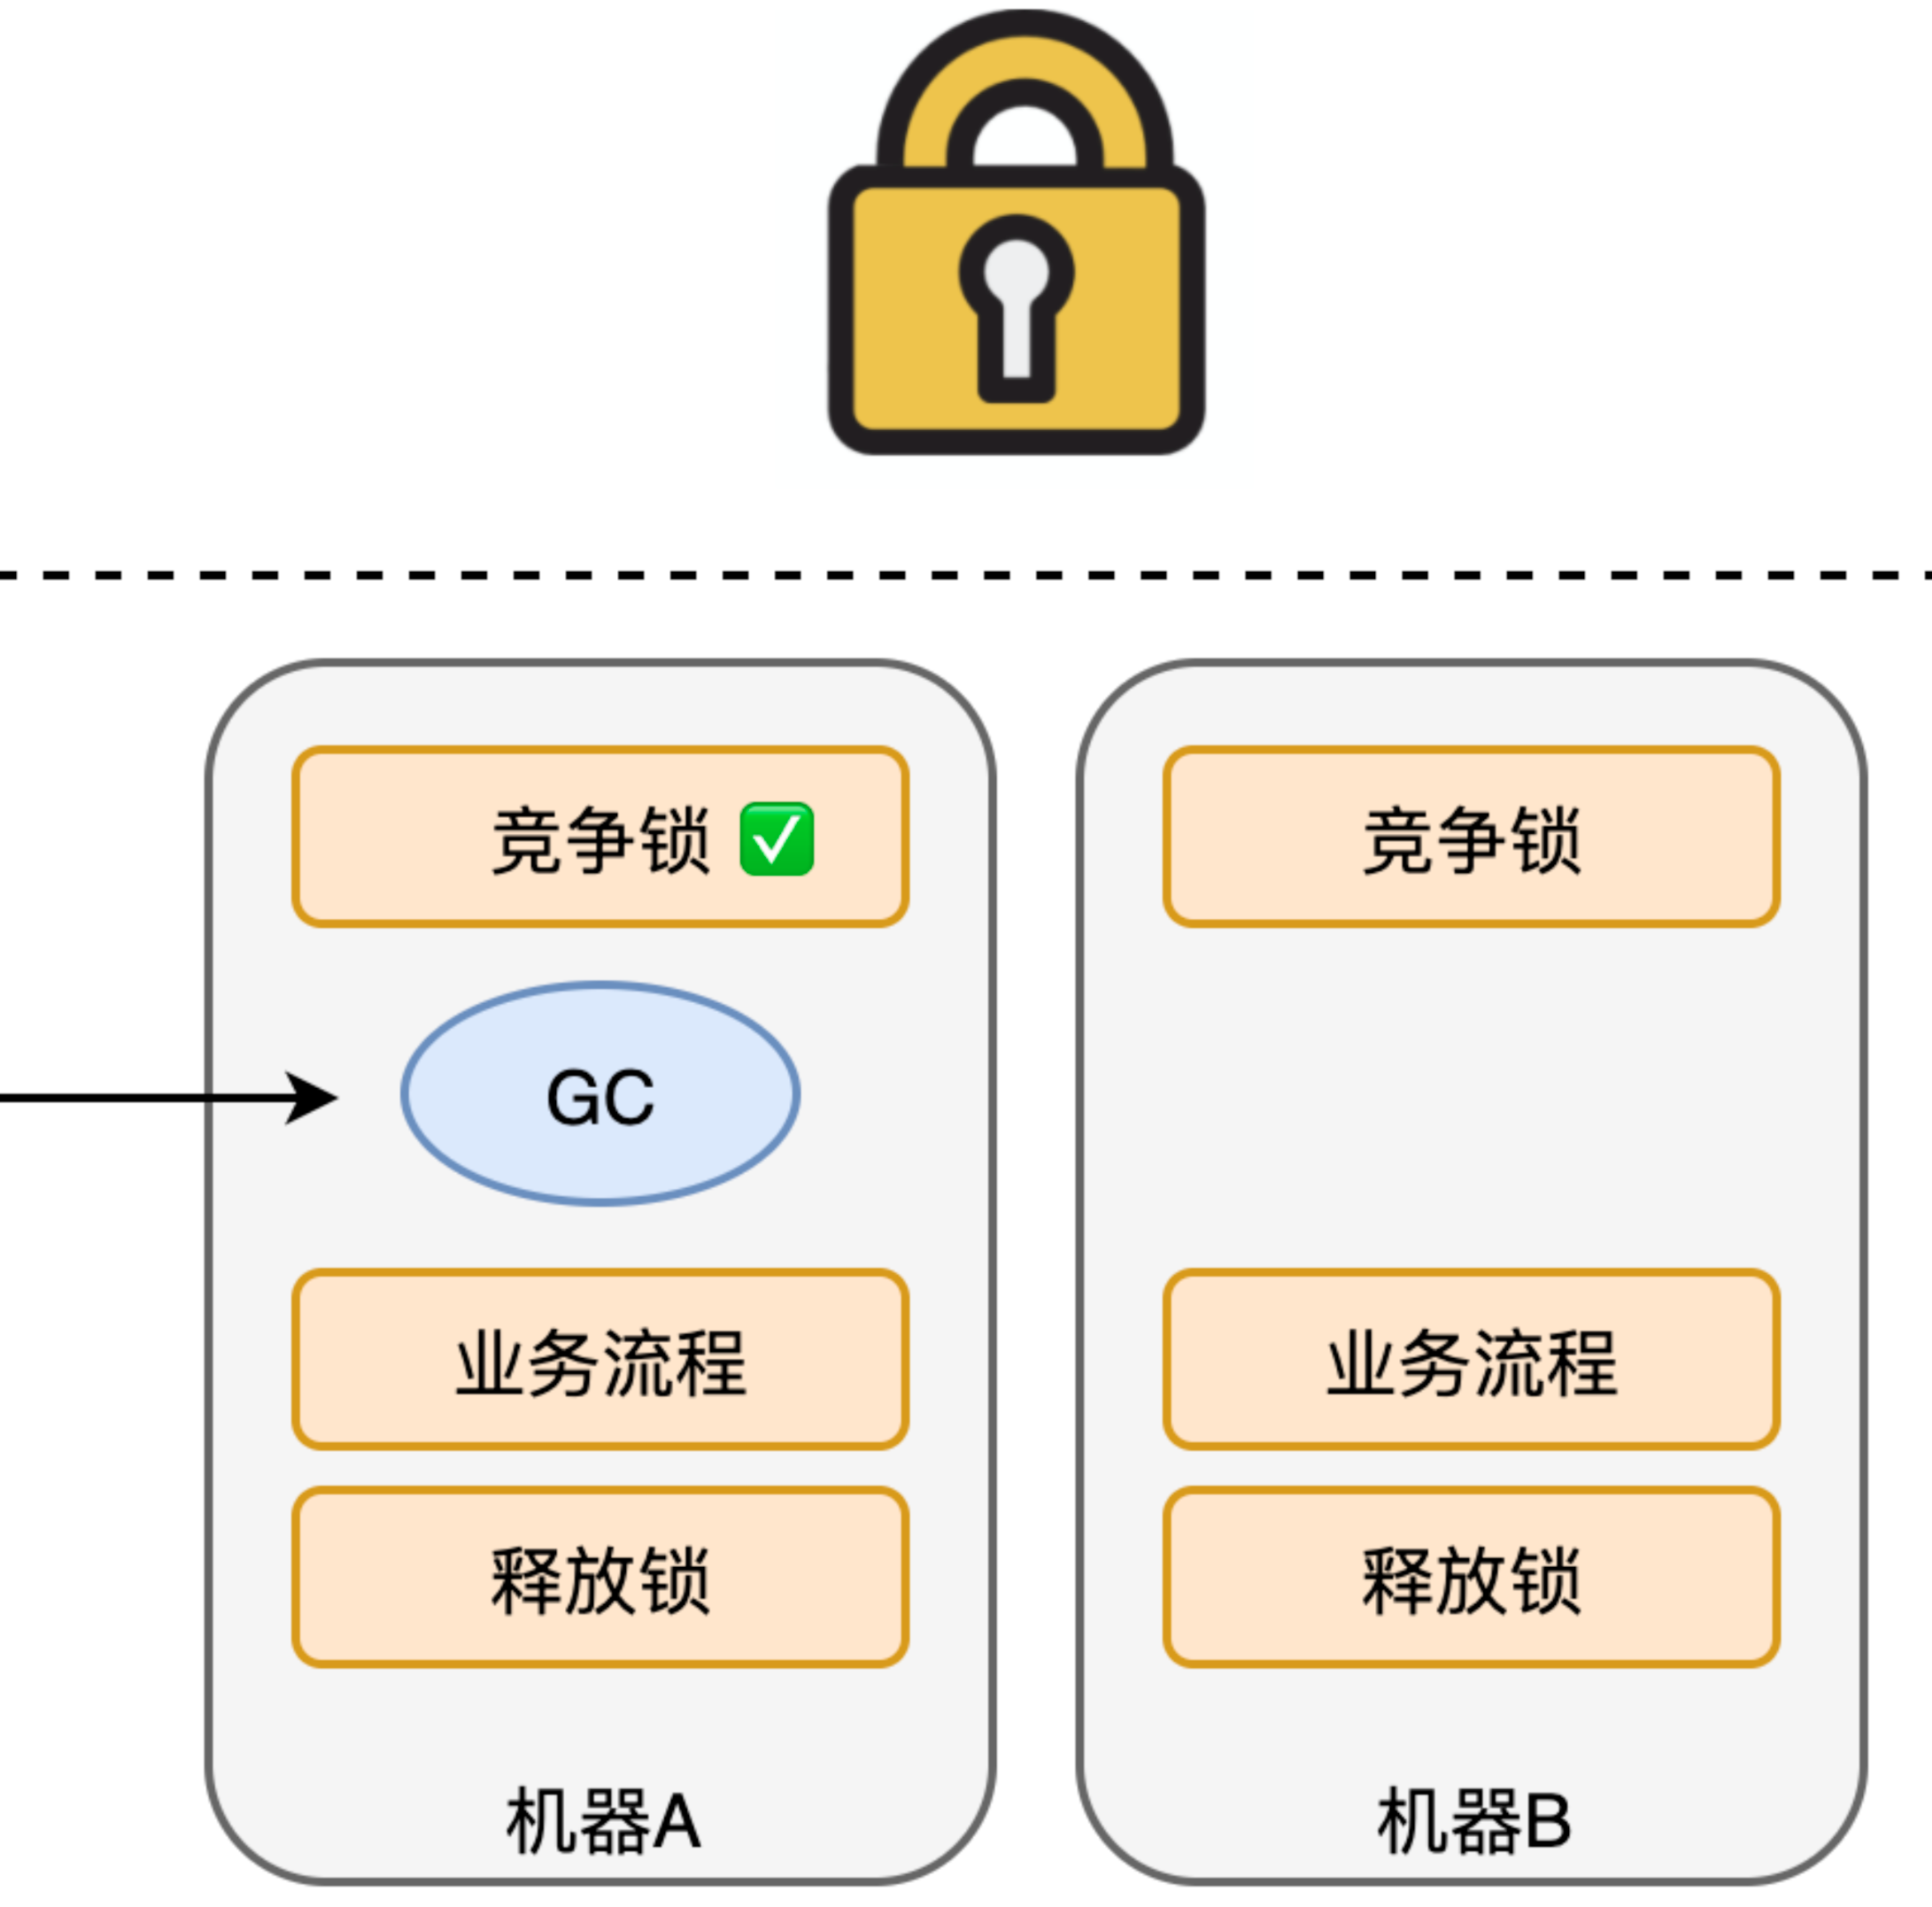 竞争锁 ✅
GC
业务流程
释放锁
机器A
竞争锁
业务流程
释放锁
机器B